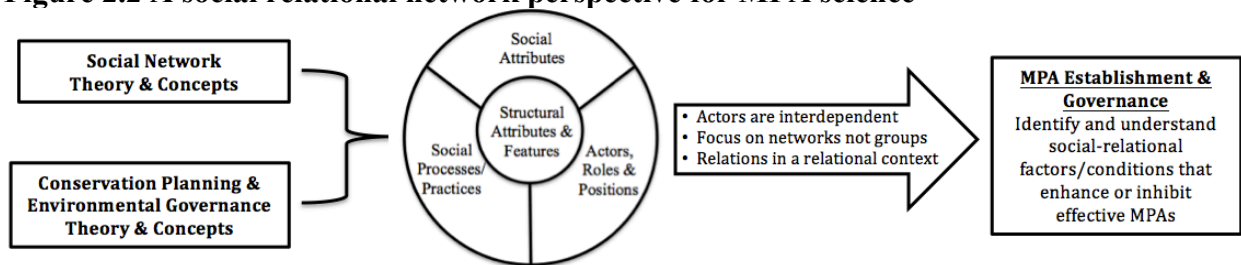 Figure 2.2 A social relational network perspective for MPA science
Social Network
Theory & Concepts
Conservation Planning &
Environmental Governance
Theory & Concepts
Social
Attributes
Structural
Attributes &
Features
Social
Processes/
Practices
Actors,
Roles &
Positions
• Actors are interdependent
• Focus on networks not groups
• Relations in a relational context
MPA Establishment &
Governance
Identify and understand
social-relational
factors/conditions that
enhance or inhibit
effective MPAs